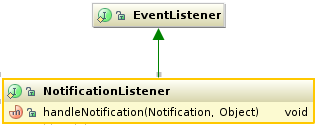 EventListener
NotificationListener
handleNotification(Notification, Object) void